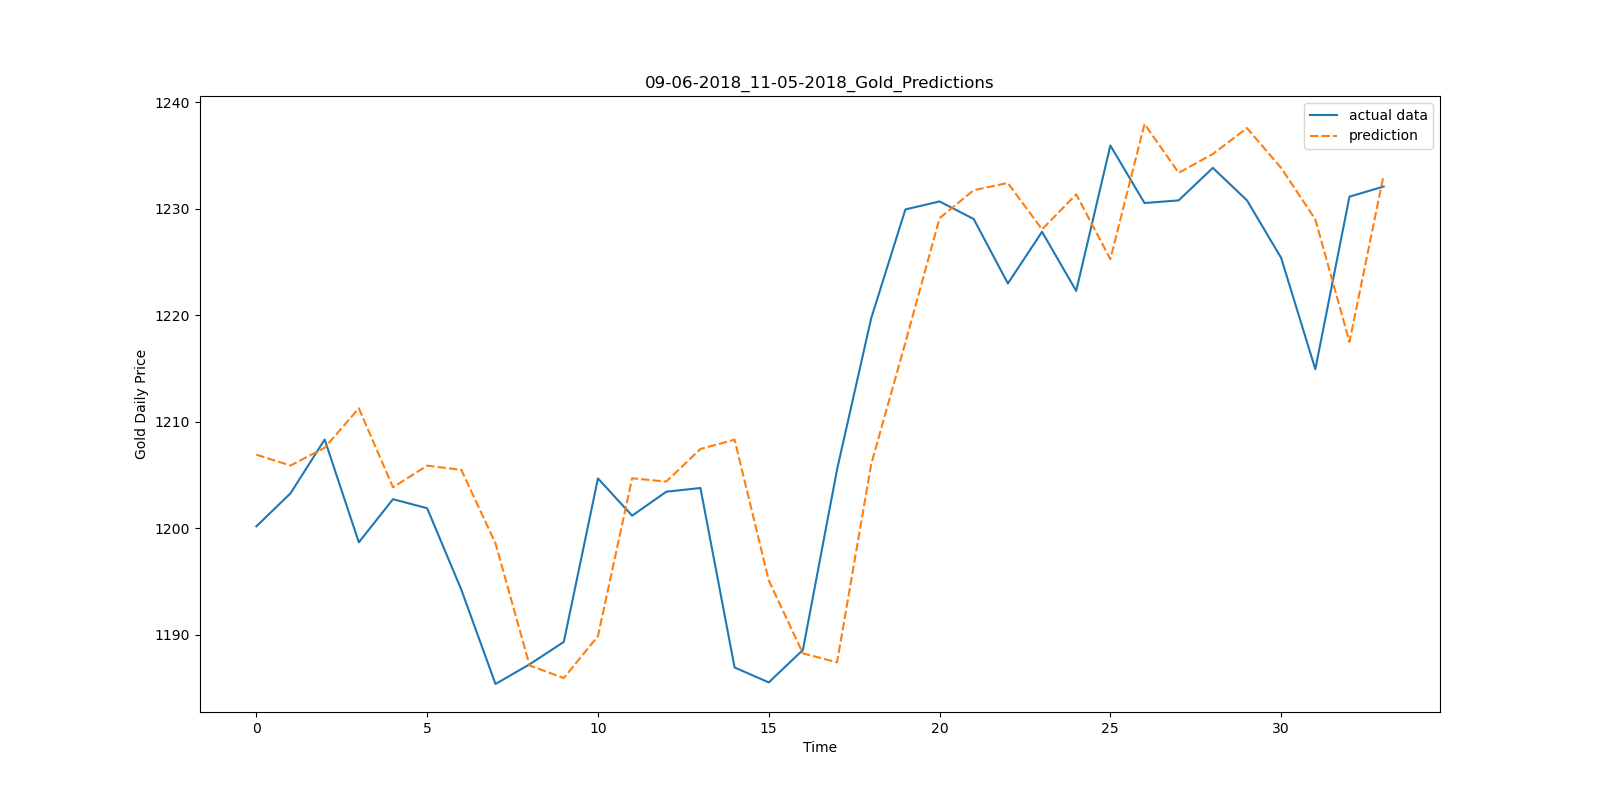 09-06-2018_11-05-2018_Gold_Predictions
1240
1230
1220
1210
1200
1190
Gold Daily Price
actual data
prediction
0 5 10 15 20 25 30
Time